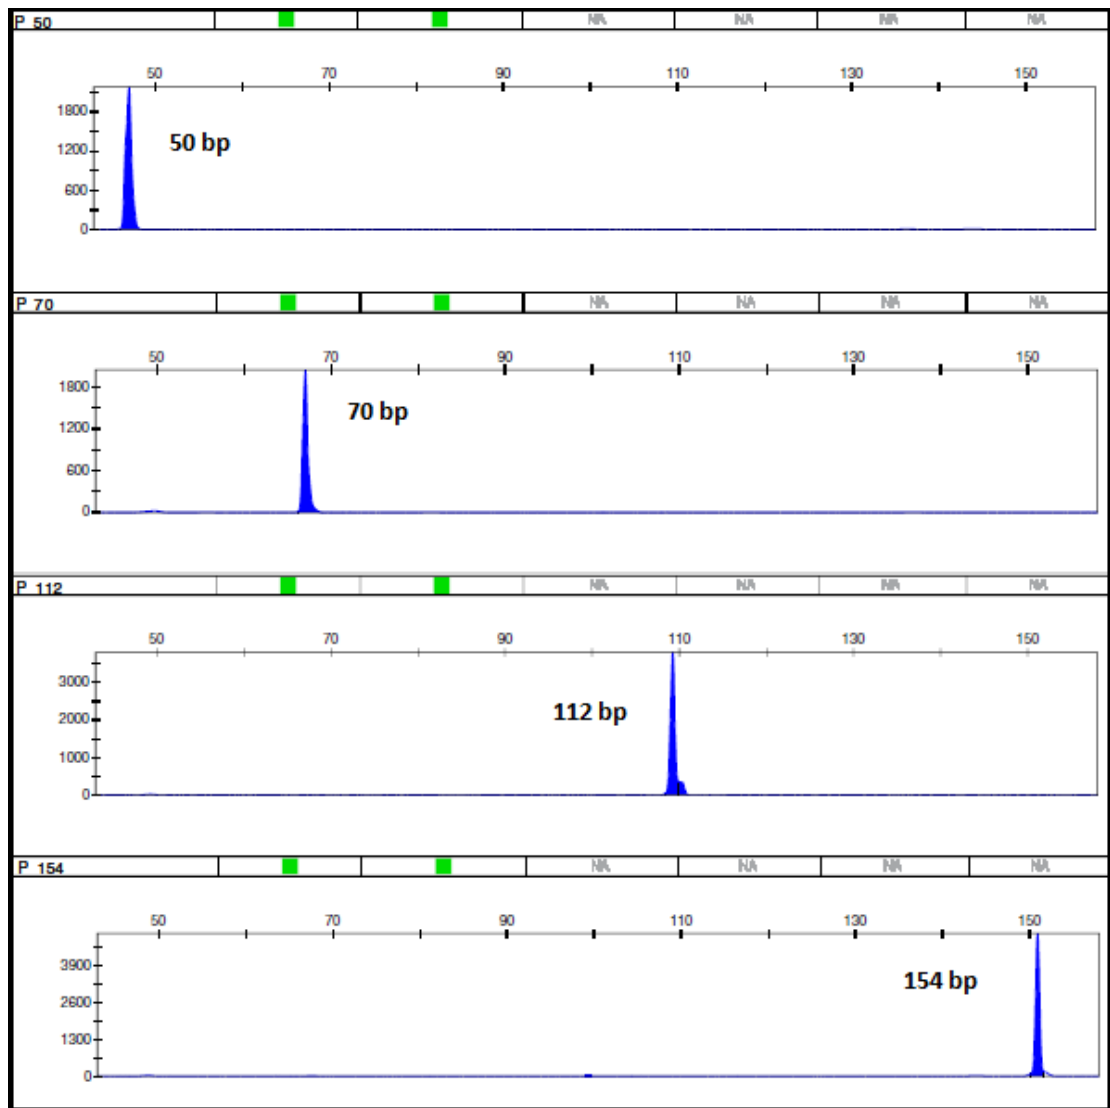 P 50 NA NA NA NA
50 70 90 110 130 150
1800
1200
600
0
50 bp
P 70 NA NA NA NA
50 70 90 110 130 150
1800
1200
600
0
70 bp
P 112 NA NA NA NA
50 70 90 110 130 150
3000
2000
1000
0
112 bp
P 154 NA NA NA NA
50 70 90 110 130 150
3900
2600
1300
0
154 bp